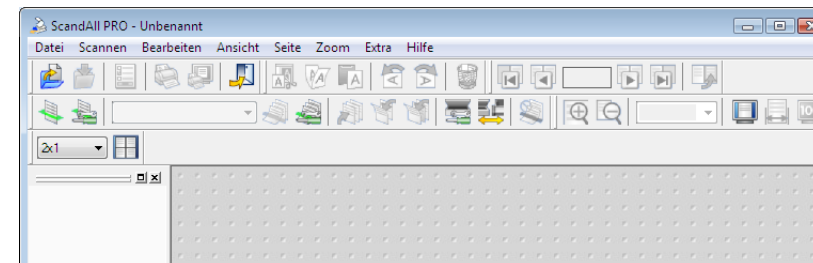 ScandAll PRO - Unbenannt
Datei Scannen Bearbeiten Ansicht Seite Zoom Extra Hilfe
2x1